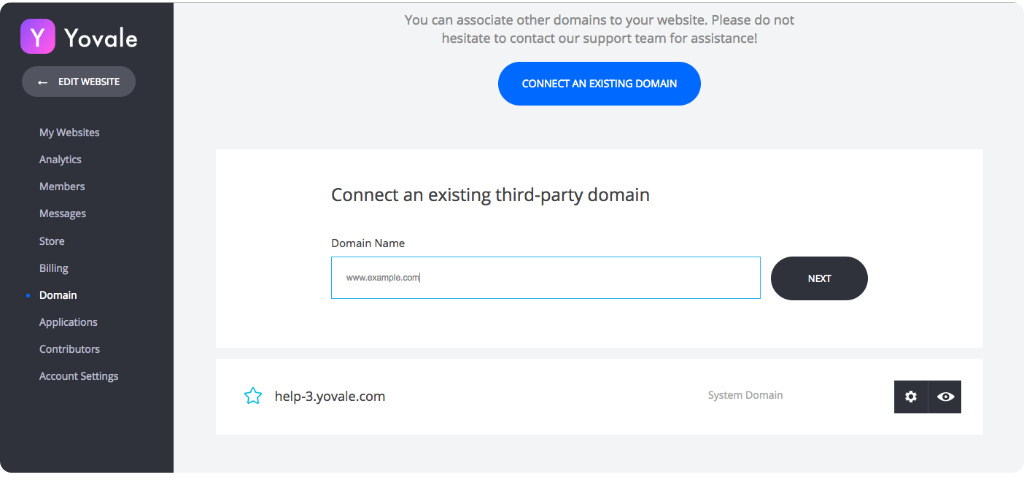 Y Yovale
← EDIT WEBSITE
My Websites
Analytics
Members
Messages
Store
Billing
Domain
Applications
Contributors
Account Settings
You can associate other domains to your website. Please do not
hesitate to contact our support team for assistance!
CONNECT AN EXISTING DOMAIN
Connect an existing third-party domain
Domain Name
www.example.com
NEXT
help-3.yovale.com
System Domain